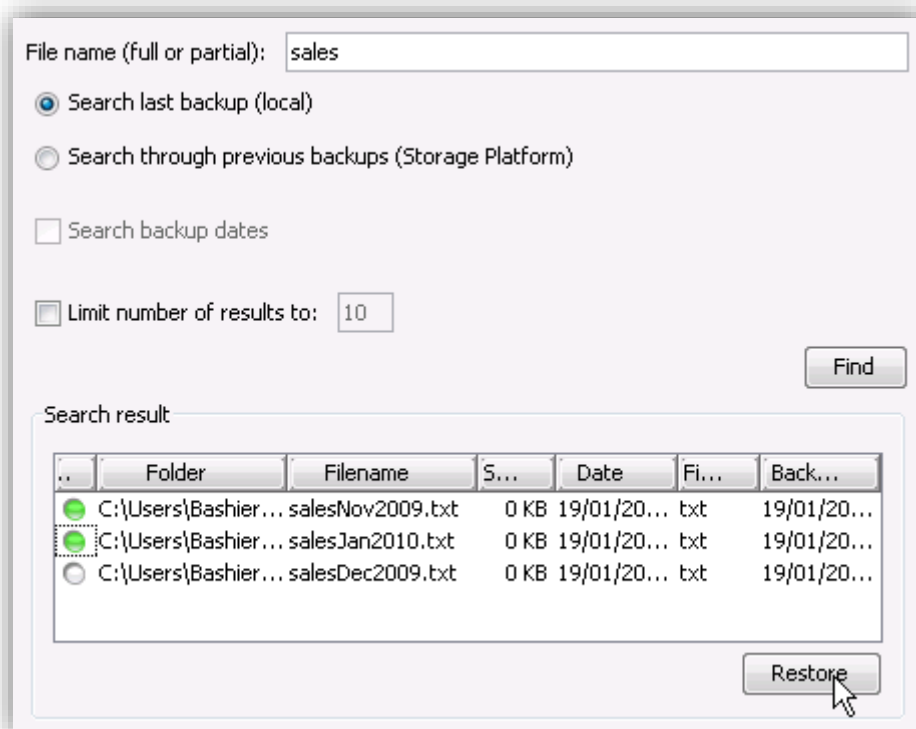 File name (full or partial): sales
Search last backup (local)
Search through previous backups (Storage Platform)
Search backup dates
Limit number of results to: 10
Find
Search result
.. Folder Filename S... Date Fi... Back...
C:\Users\Bashier... salesNov2009.txt 0 KB 19/01/20... txt 19/01/20...
C:\Users\Bashier... salesJan2010.txt 0 KB 19/01/20... txt 19/01/20...
C:\Users\Bashier... salesDec2009.txt 0 KB 19/01/20... txt 19/01/20...
Restore